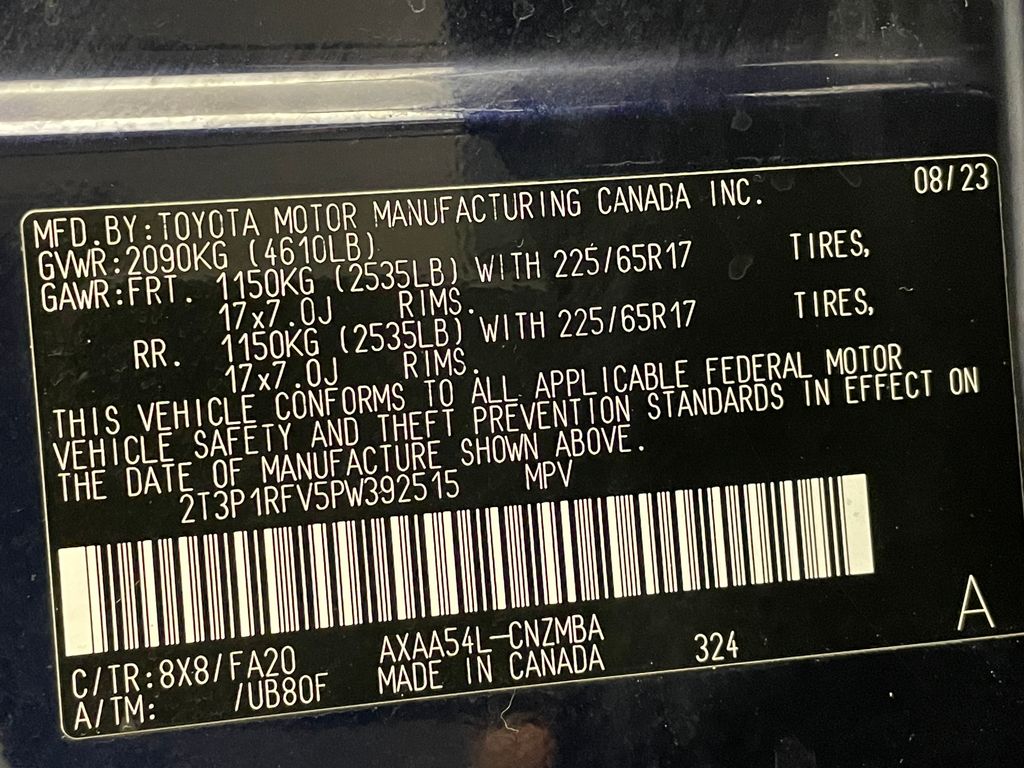 08/23
MFD.BY:TOYOTA MOTOR MANUFACTURING CANADA INC.
GVWR:2090KG (4610LB)
GAWR:FRT. 1150KG (2535LB) WITH 225/65R17 TIRES,
17x7.0J RIMS.
RR. 1150KG (2535LB) WITH 225/65R17 TIRES,
17x7.0J RIMS.
THIS VEHICLE CONFORMS TO ALL APPLICABLE FEDERAL MOTOR
VEHICLE SAFETY AND THEFT PREVENTION STANDARDS IN EFFECT ON
THE DATE OF MANUFACTURE SHOWN ABOVE.
2T3P1RFV5PW392515 MPV
C/TR:8X8/FA20 AXAA54L-CNZMBA 324 A
A/TM: /UB80F MADE IN CANADA